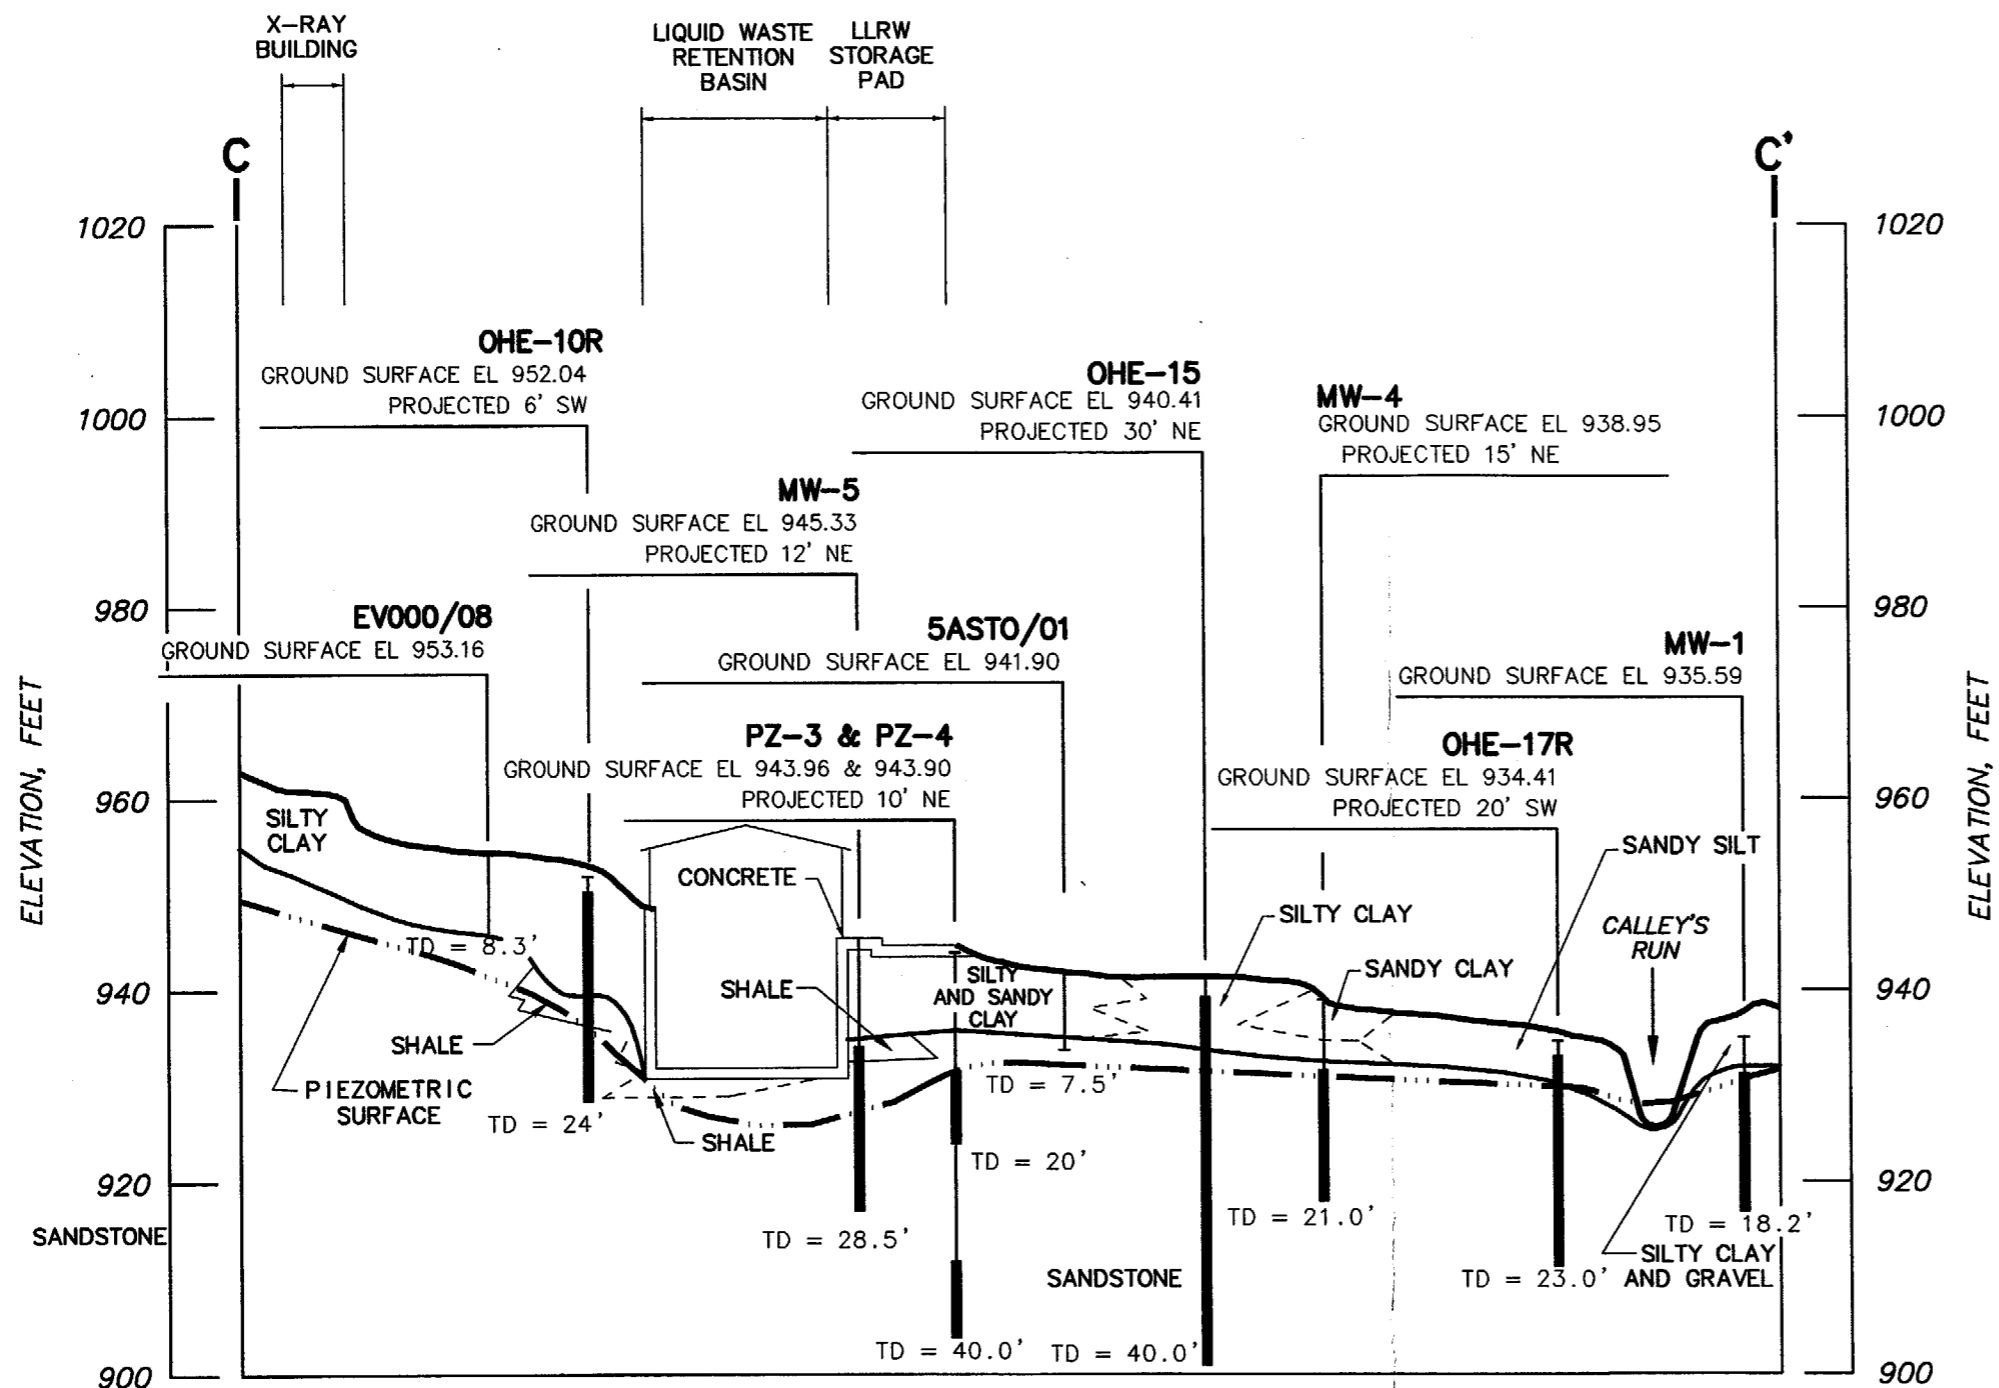 X-RAY
BUILDING
LIQUID WASTE
RETENTION
BASIN
LLRW
STORAGE
PAD
C
C'
1020
1020
OHE-10R
GROUND SURFACE EL 952.04
PROJECTED 6' SW
OHE-15
GROUND SURFACE EL 940.41
PROJECTED 30' NE
MW-4
GROUND SURFACE EL 938.95
PROJECTED 15' NE
1000
1000
MW-5
GROUND SURFACE EL 945.33
PROJECTED 12' NE
980
980
EV000/08
GROUND SURFACE EL 953.16
5ASTO/01
GROUND SURFACE EL 941.90
MW-1
GROUND SURFACE EL 935.59
PZ-3 & PZ-4
GROUND SURFACE EL 943.96 & 943.90
PROJECTED 10' NE
OHE-17R
GROUND SURFACE EL 934.41
PROJECTED 20' SW
ELEVATION, FEET
ELEVATION, FEET
960
960
SILTY
CLAY
CONCRETE
SANDY SILT
SILTY CLAY
CALLEY'S
RUN
TD = 8.3'
940
940
SHALE
SILTY
AND SANDY
CLAY
SANDY CLAY
SHALE
PIEZOMETRIC
SURFACE
TD = 24'
SHALE
TD = 7.5'
TD = 20'
920
920
SANDSTONE
TD = 28.5'
TD = 21.0'
TD = 18.2'
SILTY CLAY
AND GRAVEL
TD = 23.0'
SANDSTONE
TD = 40.0'
TD = 40.0'
900
900